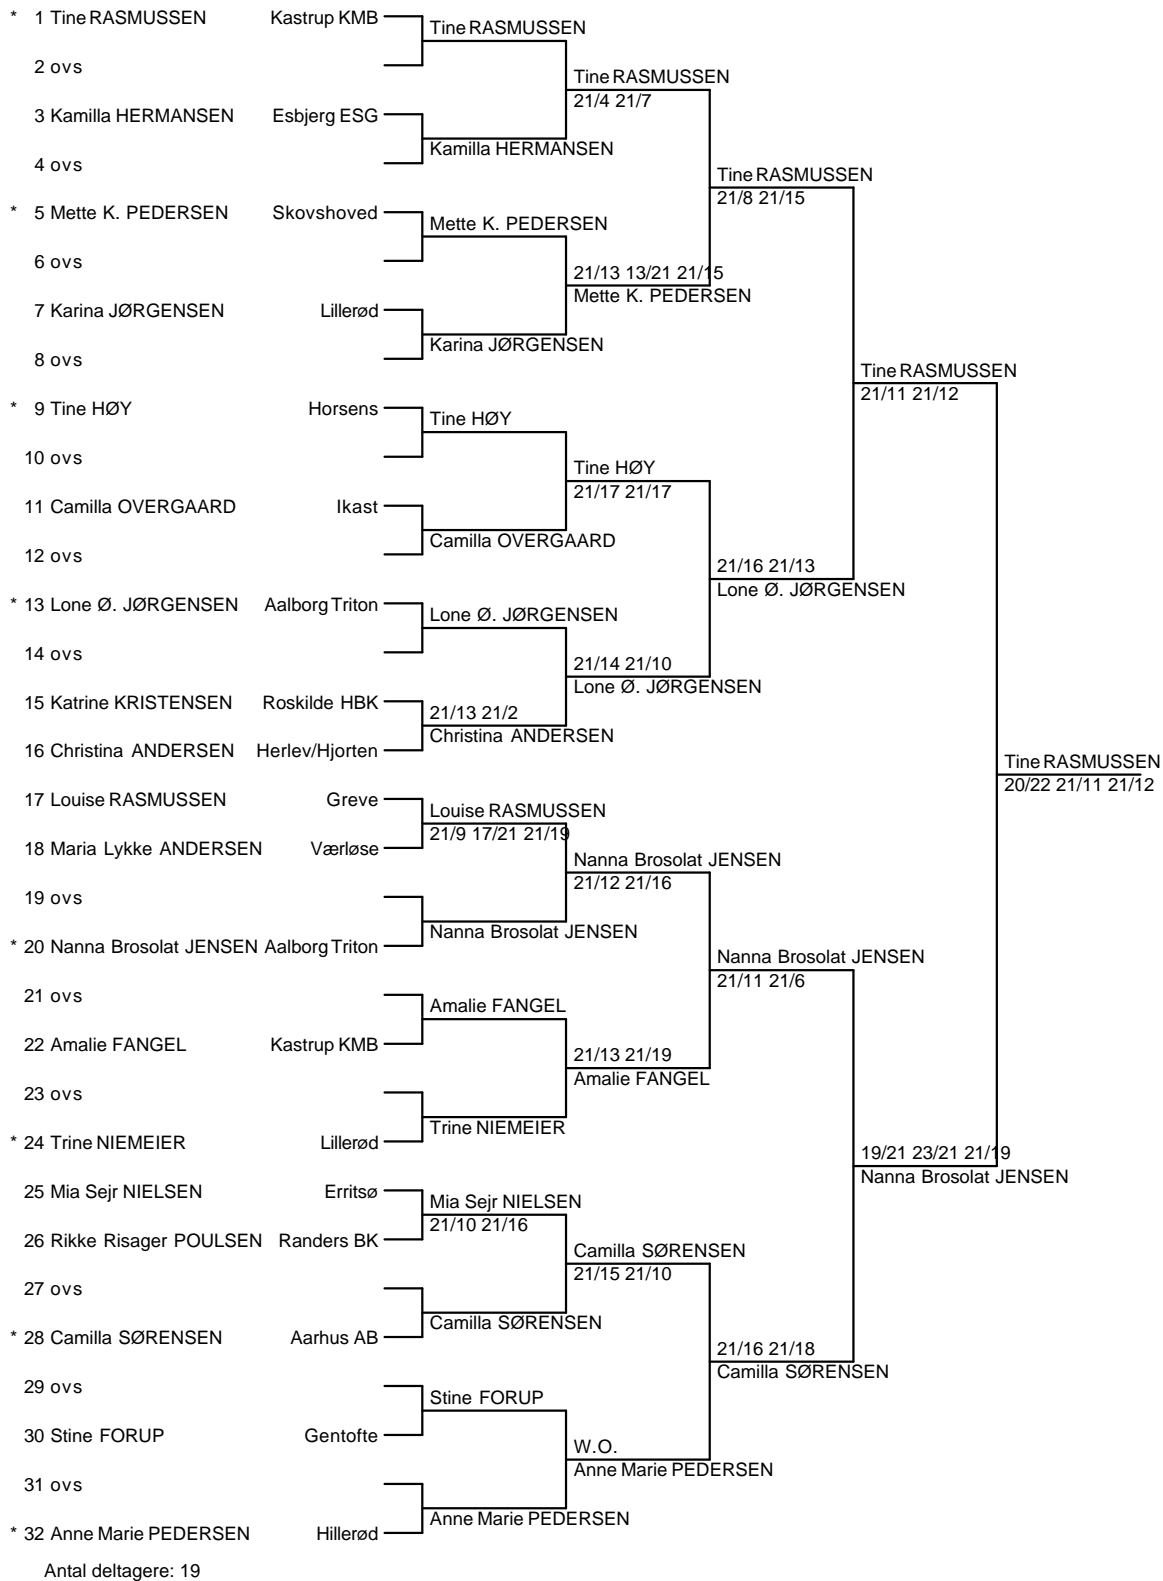 * 1 Tine RASMUSSEN Kastrup KMB
Tine RASMUSSEN
2 ovs
Tine RASMUSSEN
21/4 21/7
3 Kamilla HERMANSEN Esbjerg ESG
Kamilla HERMANSEN
4 ovs
Tine RASMUSSEN
21/8 21/15
* 5 Mette K. PEDERSEN Skovshoved
Mette K. PEDERSEN
6 ovs
21/13 13/21 21/15
Mette K. PEDERSEN
7 Karina JØRGENSEN Lillerød
Karina JØRGENSEN
8 ovs
Tine RASMUSSEN
21/11 21/12
* 9 Tine HØY Horsens
Tine HØY
10 ovs
Tine HØY
21/17 21/17
11 Camilla OVERGAARD Ikast
Camilla OVERGAARD
12 ovs
21/16 21/13
Lone Ø. JØRGENSEN
* 13 Lone Ø. JØRGENSEN Aalborg Triton
Lone Ø. JØRGENSEN
14 ovs
21/14 21/10
Lone Ø. JØRGENSEN
15 Katrine KRISTENSEN Roskilde HBK
21/13 21/2
Christina ANDERSEN
16 Christina ANDERSEN Herlev/Hjorten
Tine RASMUSSEN
20/22 21/11 21/12
17 Louise RASMUSSEN Greve
Louise RASMUSSEN
21/9 17/21 21/19
18 Maria Lykke ANDERSEN Værløse
Nanna Brosolat JENSEN
21/12 21/16
19 ovs
Nanna Brosolat JENSEN
* 20 Nanna Brosolat JENSEN Aalborg Triton
Nanna Brosolat JENSEN
21/11 21/6
21 ovs
Amalie FANGEL
22 Amalie FANGEL Kastrup KMB
21/13 21/19
Amalie FANGEL
23 ovs
Trine NIEMEIER
* 24 Trine NIEMEIER Lillerød
19/21 23/21 21/19
Nanna Brosolat JENSEN
25 Mia Sejr NIELSEN Erritsø
Mia Sejr NIELSEN
21/10 21/16
26 Rikke Risager POULSEN Randers BK
Camilla SØRENSEN
21/15 21/10
27 ovs
Camilla SØRENSEN
* 28 Camilla SØRENSEN Aarhus AB
21/16 21/18
Camilla SØRENSEN
29 ovs
Stine FORUP
30 Stine FORUP Gentofte
W.O.
Anne Marie PEDERSEN
31 ovs
Anne Marie PEDERSEN
* 32 Anne Marie PEDERSEN Hillerød
Antal deltagere: 19